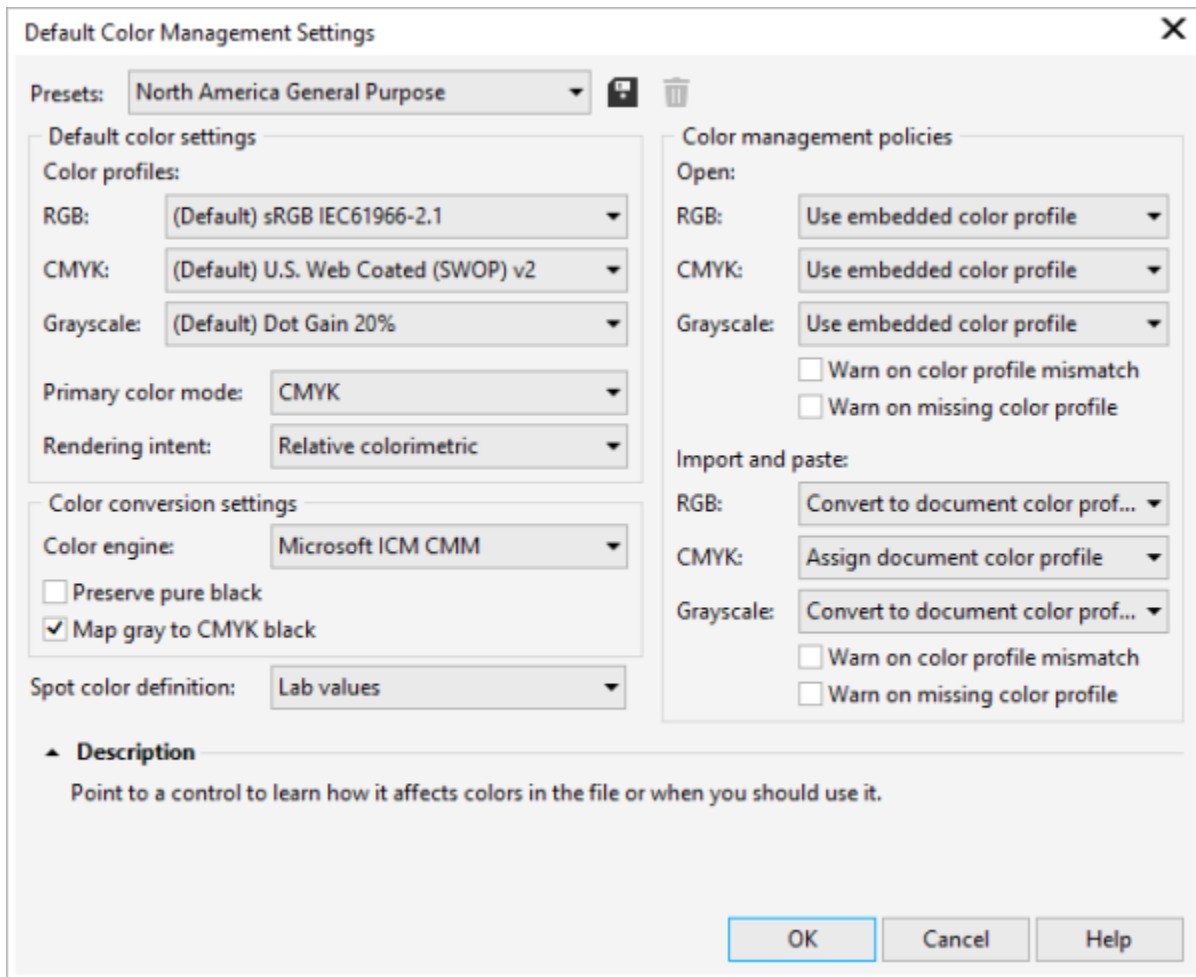 Default Color Management Settings
Presets: North America General Purpose
Default color settings
Color profiles:
RGB: (Default) sRGB IEC61966-2.1
CMYK: (Default) U.S. Web Coated (SWOP) v2
Grayscale: (Default) Dot Gain 20%
Primary color mode: CMYK
Rendering intent: Relative colorimetric
Color conversion settings
Color engine: Microsoft ICM CMM
Preserve pure black
Map gray to CMYK black
Spot color definition: Lab values
Color management policies
Open:
RGB: Use embedded color profile
CMYK: Use embedded color profile
Grayscale: Use embedded color profile
Warn on color profile mismatch
Warn on missing color profile
Import and paste:
RGB: Convert to document color prof...
CMYK: Assign document color profile
Grayscale: Convert to document color prof...
Warn on color profile mismatch
Warn on missing color profile
Description
Point to a control to learn how it affects colors in the file or when you should use it.
OK Cancel Help